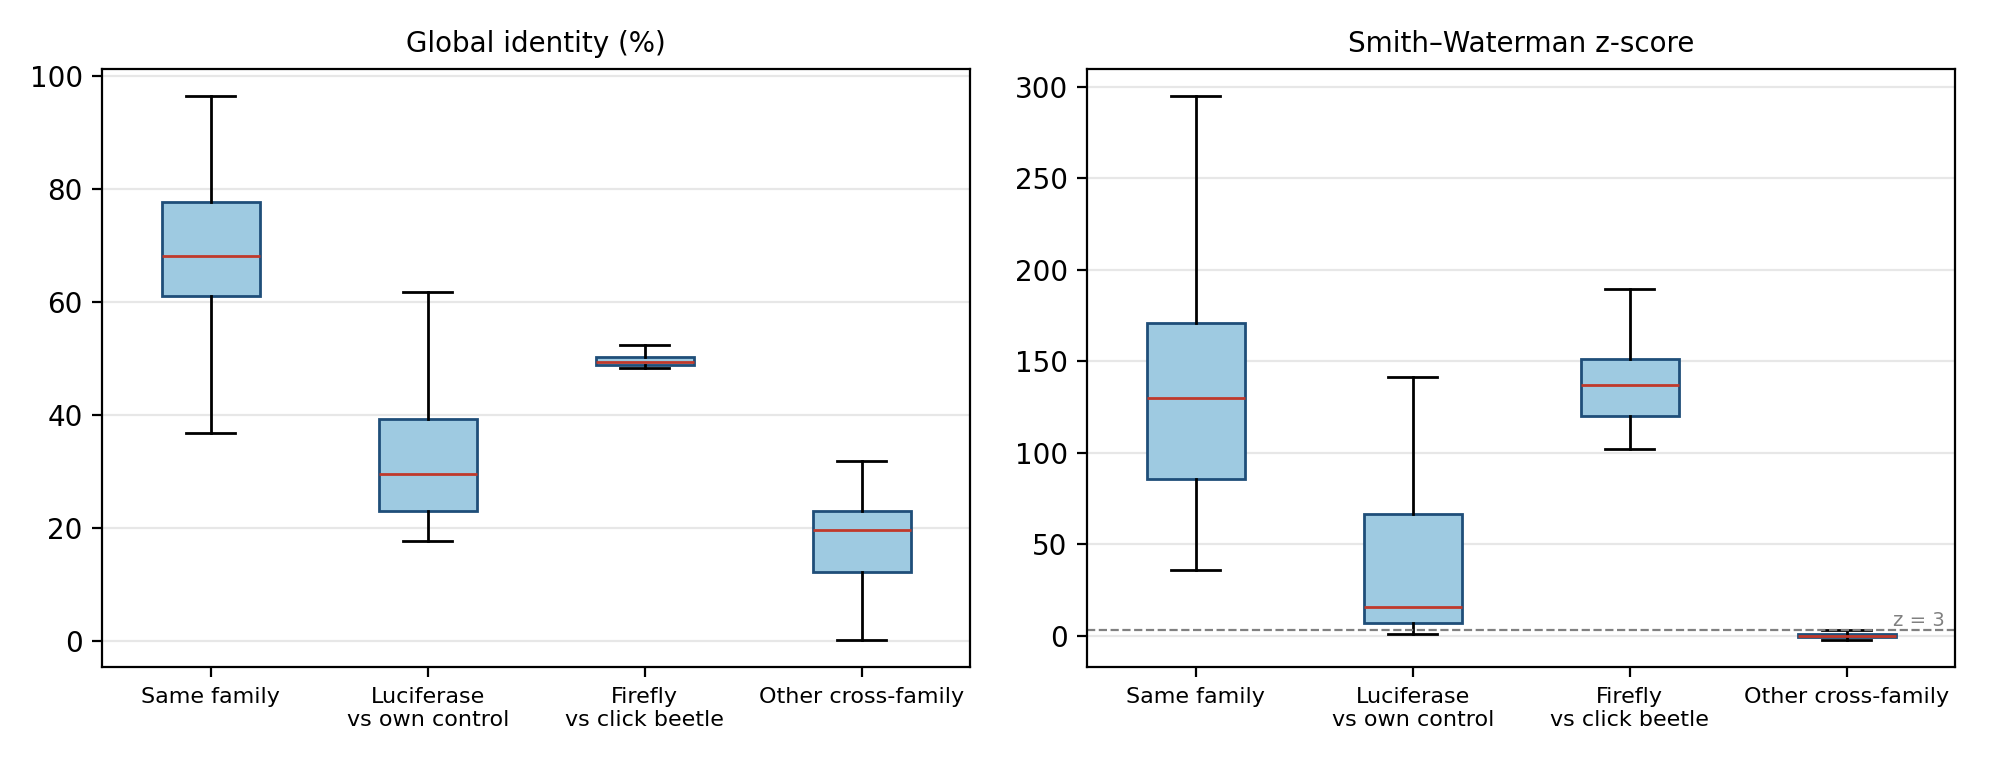 Global identity (%)
100
80
60
40
20
0
Same family
Luciferase
vs own control
Firefly
vs click beetle
Other cross-family
Smith–Waterman z-score
300
250
200
150
100
50
0
z = 3
Same family
Luciferase
vs own control
Firefly
vs click beetle
Other cross-family